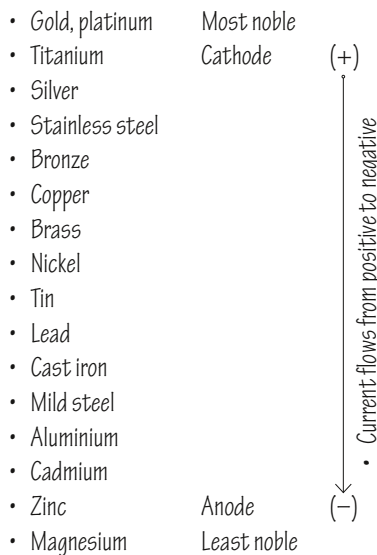 • Gold, platinum Most noble
• Titanium Cathode (+)
• Silver
• Stainless steel
• Bronze
• Copper
• Brass
• Nickel
• Tin
• Lead
• Cast iron
• Mild steel
• Aluminium
• Cadmium
• Zinc Anode (−)
• Magnesium Least noble
• Current flows from positive to negative